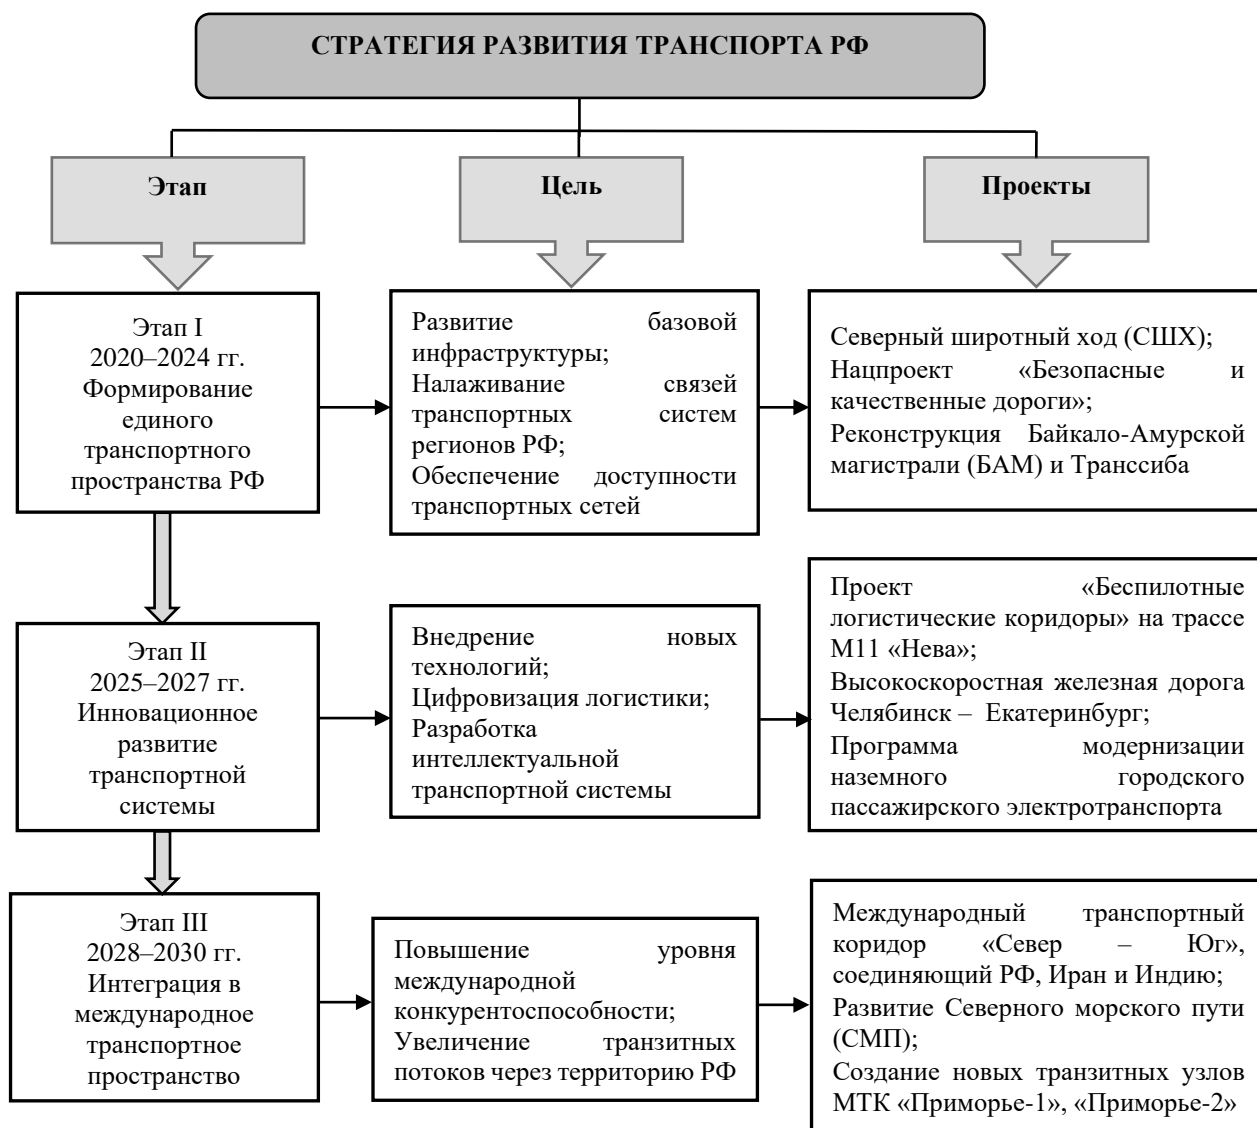 СТРАТЕГИЯ РАЗВИТИЯ ТРАНСПОРТА РФ
Этап
Цель
Проекты
Этап I
2020–2024 гг.
Формирование
единого
транспортного
пространства РФ
Развитие базовой
инфраструктуры;
Налаживание связей
транспортных систем
регионов РФ;
Обеспечение доступности
транспортных сетей
Северный широтный ход (СШХ);
Нацпроект «Безопасные и
качественные дороги»;
Реконструкция Байкало-Амурской
магистрали (БАМ) и Транссиба
Этап II
2025–2027 гг.
Инновационное
развитие
транспортной
системы
Внедрение новых
технологий;
Цифровизация логистики;
Разработка
интеллектуальной
транспортной системы
Проект «Беспилотные
логистические коридоры» на трассе
М11 «Нева»;
Высокоскоростная железная дорога
Челябинск – Екатеринбург;
Программа модернизации
наземного городского
пассажирского электротранспорта
Этап III
2028–2030 гг.
Интеграция в
международное
транспортное
пространство
Повышение уровня
международной
конкурентоспособности;
Увеличение транзитных
потоков через территорию РФ
Международный транспортный
коридор «Север – Юг»,
соединяющий РФ, Иран и Индию;
Развитие Северного морского пути
(СМП);
Создание новых транзитных узлов
МТК «Приморье-1», «Приморье-2»